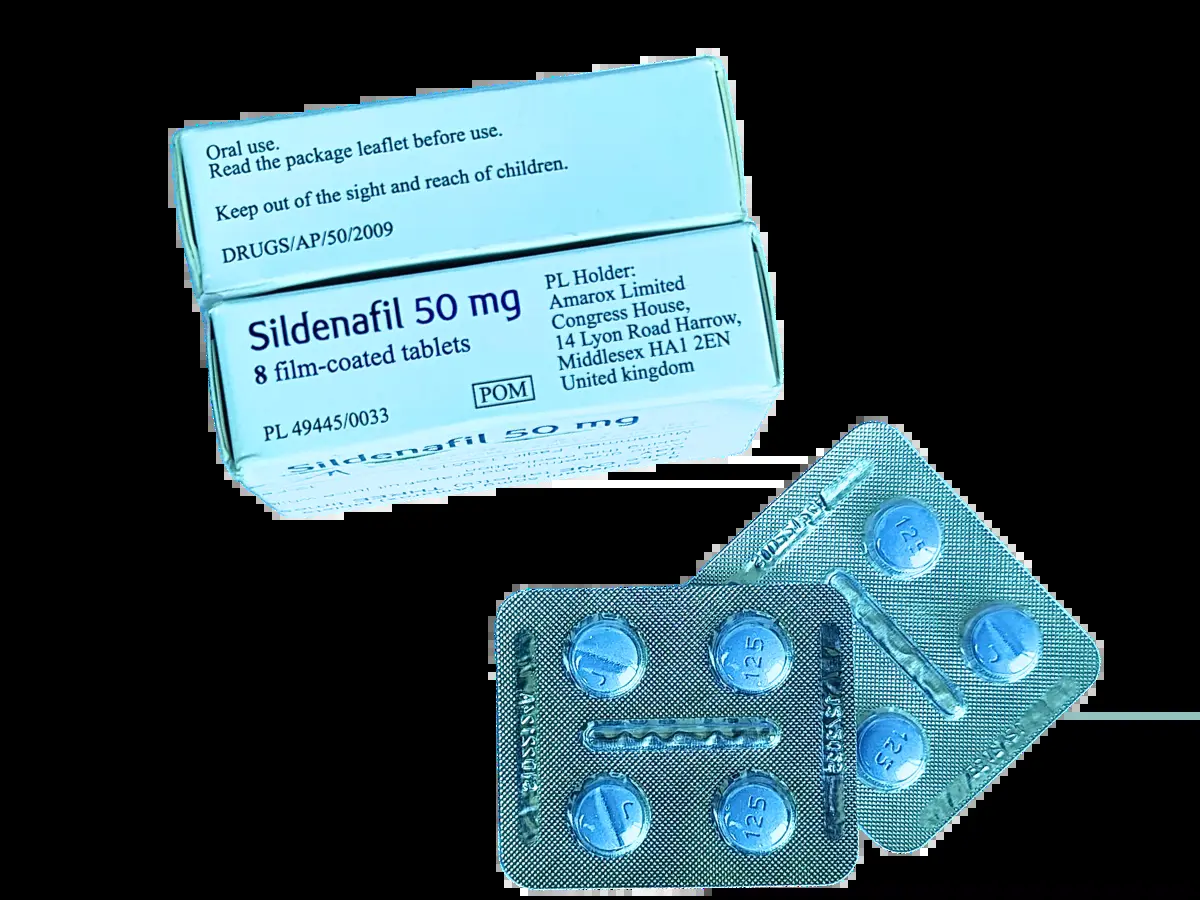 Oral use.
Read the package leaflet before use.
Keep out of the sight and reach of children.
DRUGS/AP/50/2009
Sildenafil 50 mg
8 film-coated tablets
POM
PL 49445/0033
PL Holder:
Amarox Limited
Congress House,
14 Lyon Road Harrow,
Middlesex HA1 2EN
United kingdom
Sildenafil 50 mg
125
J
125
J
125
J
125
J
125